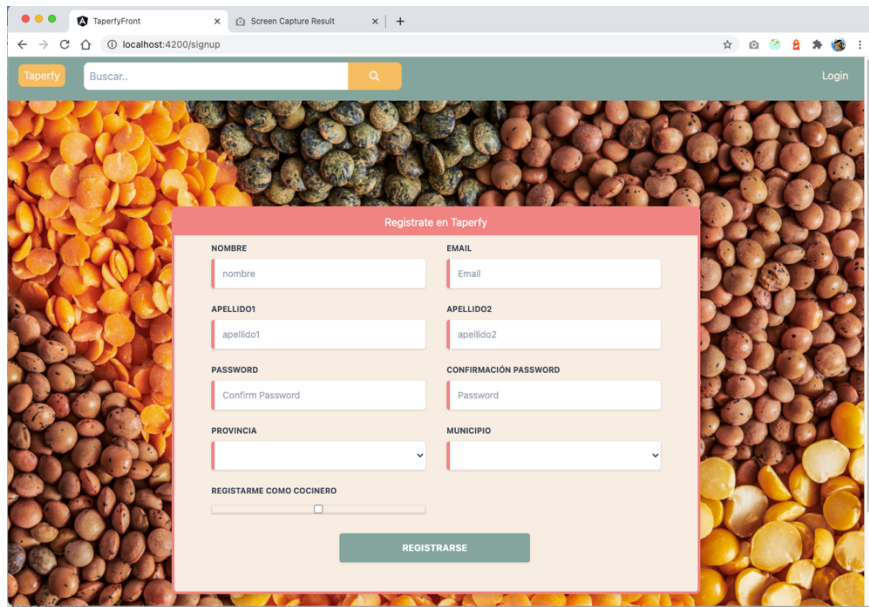 TaperfyFront
Screen Capture Result
localhost:4200/signup
Taperfy
Buscar..
Login
Registrate en Taperfy
NOMBRE
EMAIL
nombre
Email
APELLIDO1
APELLIDO2
apellido1
apellido2
PASSWORD
CONFIRMACIÓN PASSWORD
Confirm Password
Password
PROVINCIA
MUNICIPIO
REGISTARME COMO COCINERO
REGISTRARSE